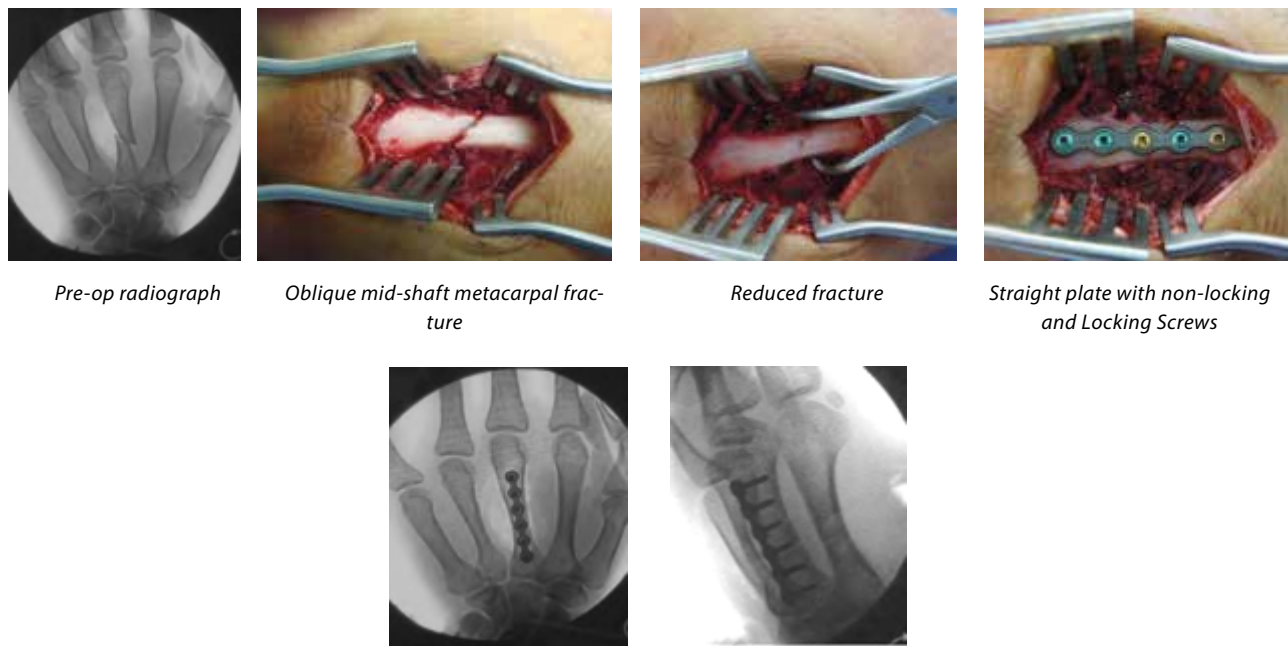 Pre-op radiograph
Oblique mid-shaft metacarpal frac-
ture
Reduced fracture
Straight plate with non-locking
and Locking Screws